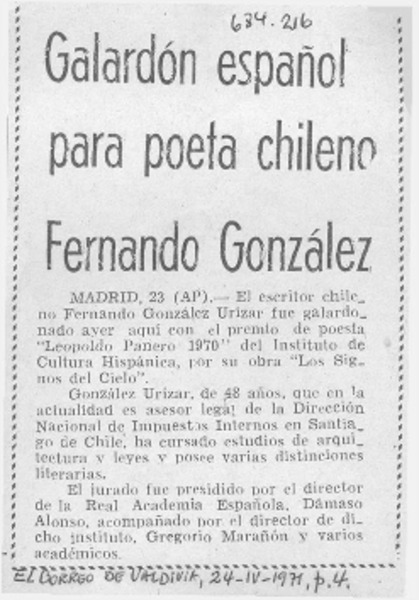 634.216
Galardón español
para poeta chileno
Fernando González
MADRID, 23 (AP).— El escritor chile_
no Fernando González Urízar fue galardo_
nado ayer aquí con el premio de poesía
"Leopoldo Panero 1970" del Instituto de
Cultura Hispánica, por su obra "Los Sig_
nos del Cielo".
González Urízar, de 48 años, que en la
actualidad es asesor legal de la Dirección
Nacional de Impuestos Internos en Santia_
go de Chile, ha cursado estudios de arqui_
tectura y leyes y posee varias distinciones
literarias.
El jurado fue presidido por el director
de la Real Academia Española, Dámaso
Alonso, acompañado por el director de di_
cho instituto, Gregorio Marañón y varios
académicos.
EL CORREO DE VALDIVIA, 24-IV-1971, p.4.